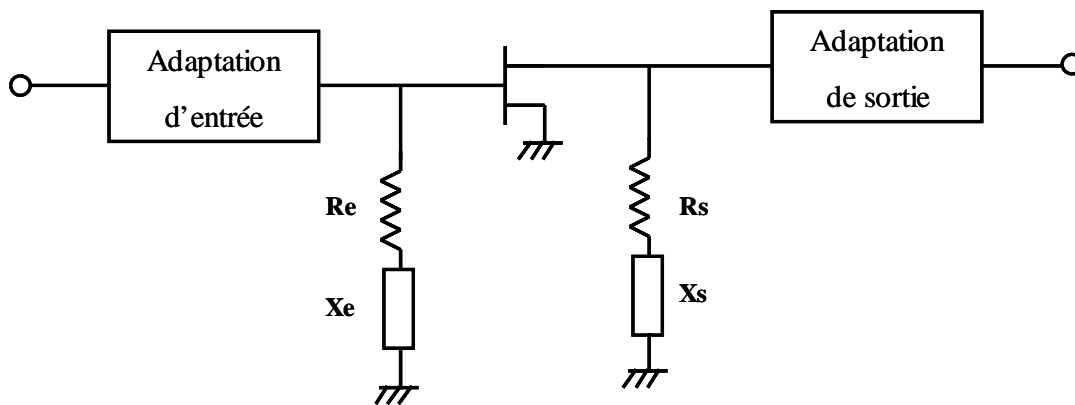 Adaptation
d'entrée
Adaptation
de sortie
Re
Rs
Xe
Xs